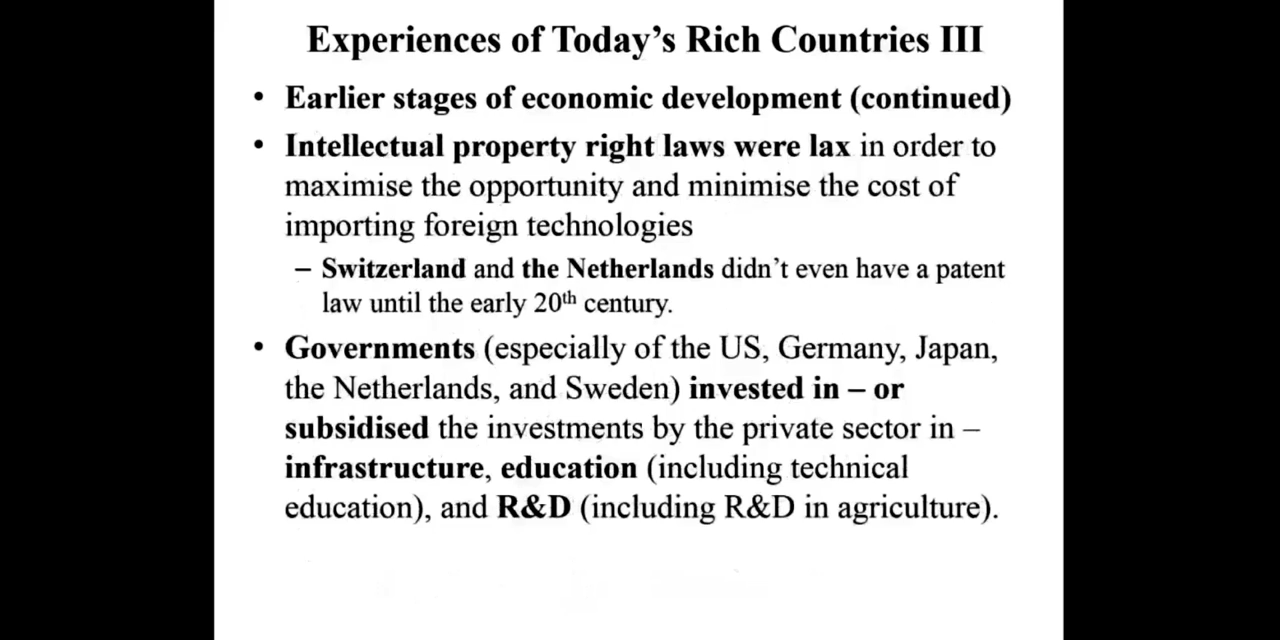 Experiences of Today's Rich Countries III
• Earlier stages of economic development (continued)
• Intellectual property right laws were lax in order to
maximise the opportunity and minimise the cost of
importing foreign technologies
– Switzerland and the Netherlands didn't even have a patent
law until the early 20th century.
• Governments (especially of the US, Germany, Japan,
the Netherlands, and Sweden) invested in – or
subsidised the investments by the private sector in –
infrastructure, education (including technical
education), and R&D (including R&D in agriculture).